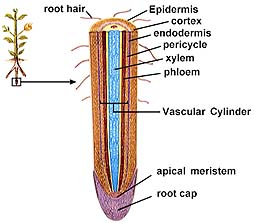 root hair
Epidermis
cortex
endodermis
pericycle
xylem
phloem
Vascular Cylinder
apical meristem
root cap